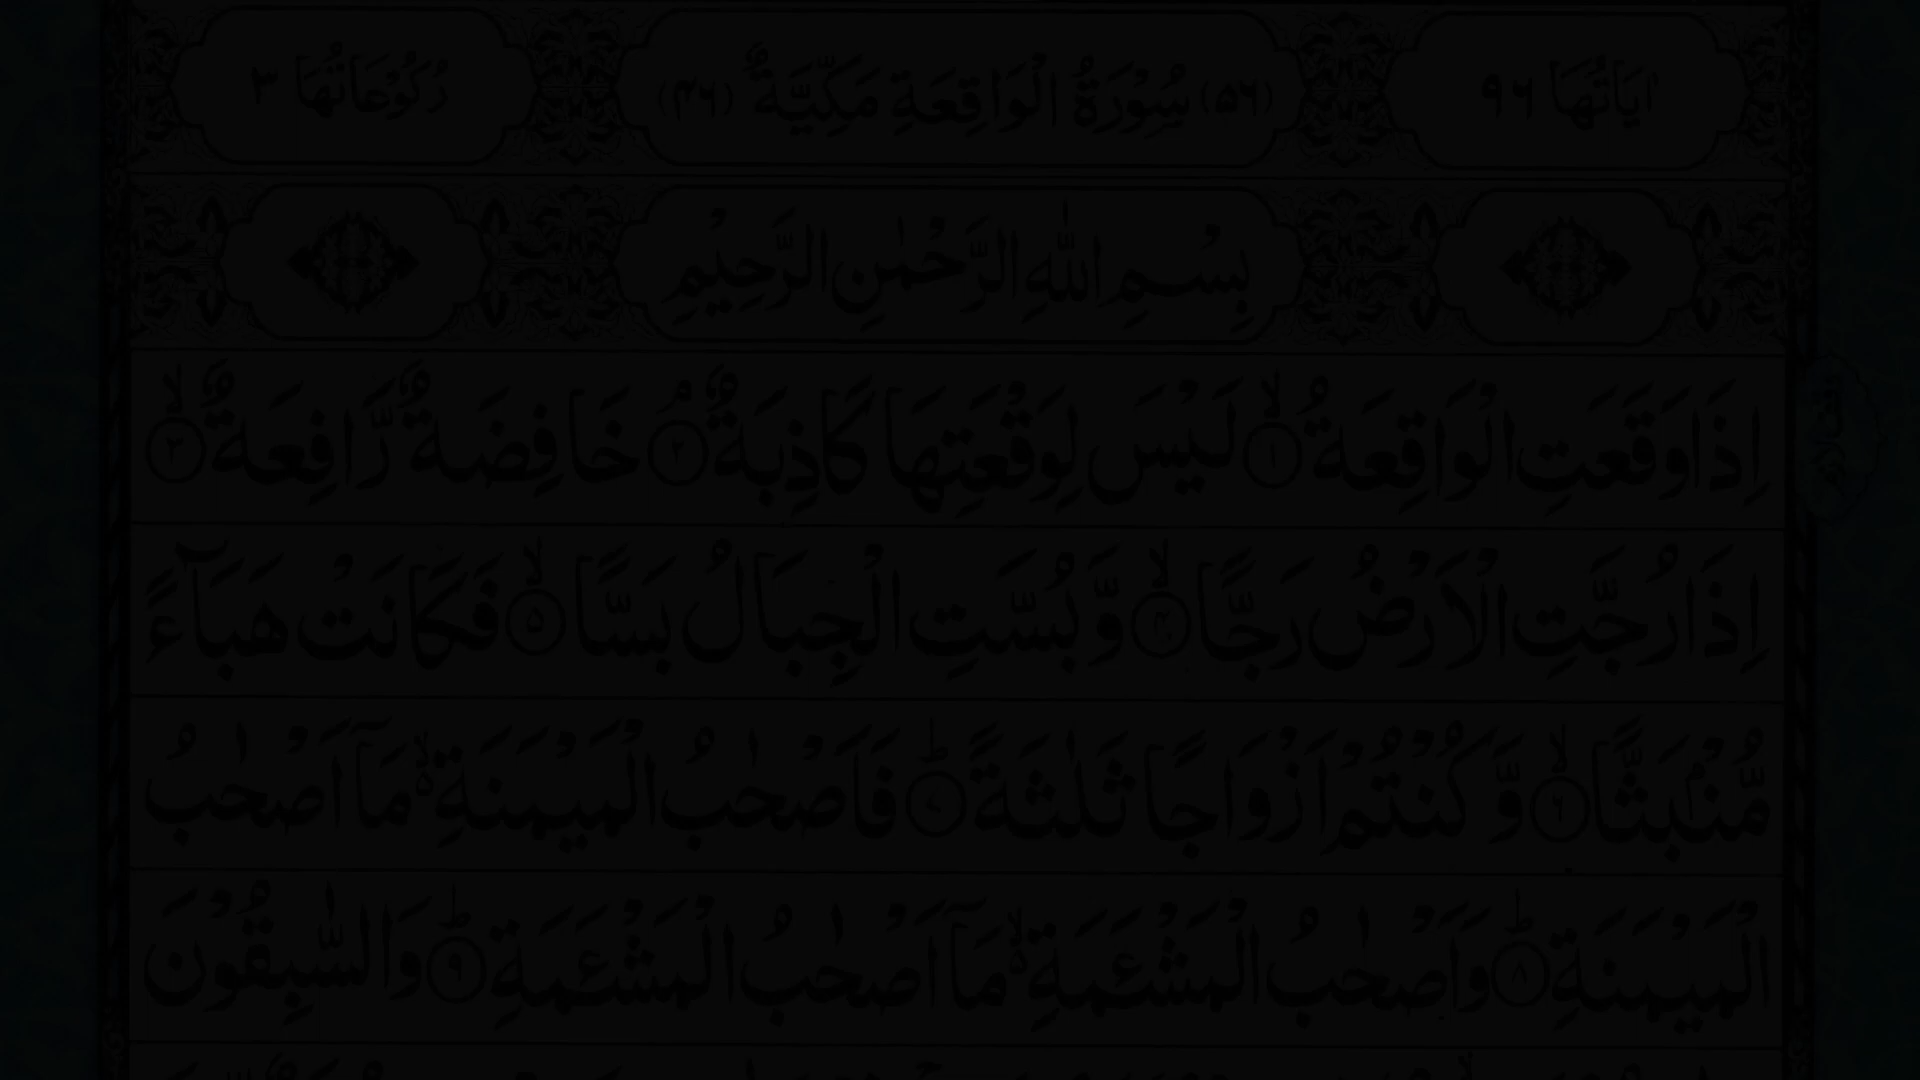 اٰيَاتُهَا ٩٦ (٥٦) سُوْرَةُ الْوَاقِعَةِ مَكِّيَّةٌ (٤٦) رُكُوْعَاتُهَا ٣
بِسْمِ اللّٰهِ الرَّحْمٰنِ الرَّحِيْمِ
اِذَا وَقَعَتِ الْوَاقِعَةُ ۙ﴿١﴾ لَيْسَ لِوَقْعَتِهَا كَاذِبَةٌ ۘ﴿٢﴾ خَافِضَةٌ رَّافِعَةٌ ۙ﴿٣﴾
اِذَا رُجَّتِ الْاَرْضُ رَجًّا ۙ﴿٤﴾ وَّ بُسَّتِ الْجِبَالُ بَسًّا ۙ﴿٥﴾ فَكَانَتْ هَبَآءً
مُّنْۢبَثًّا ۙ﴿٦﴾ وَّ كُنْتُمْ اَزْوَاجًا ثَلٰثَةً ؕ﴿٧﴾ فَاَصْحٰبُ الْمَيْمَنَةِ ۙ۬ مَاۤ اَصْحٰبُ
الْمَيْمَنَةِ ؕ﴿٨﴾ وَاَصْحٰبُ الْمَشْـَٔمَةِ ۙ۬ مَاۤ اَصْحٰبُ الْمَشْـَٔمَةِ ؕ﴿٩﴾ وَالسّٰبِقُوْنَ